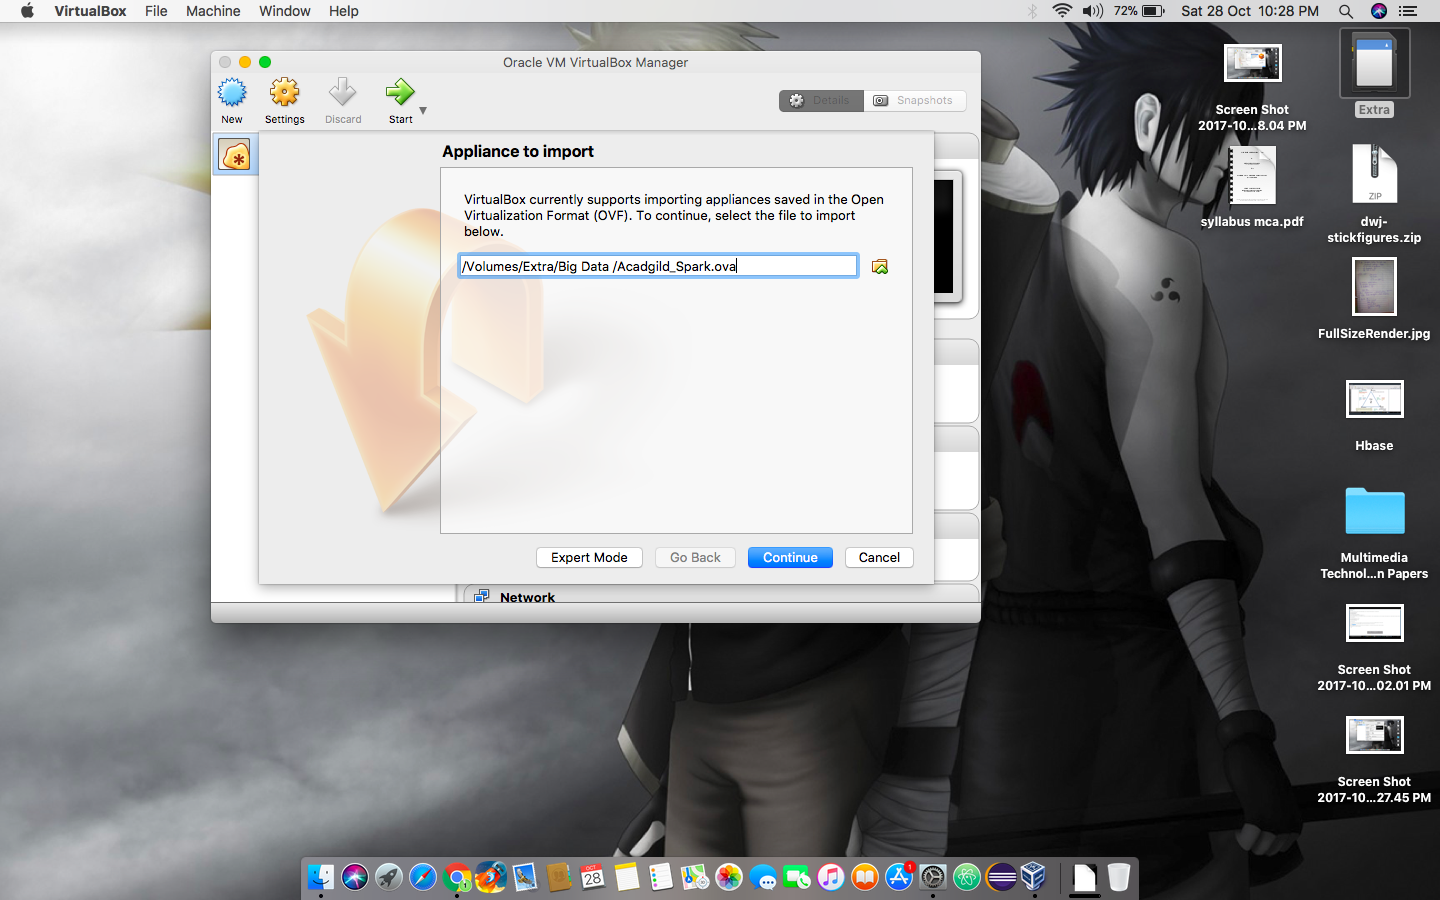 VirtualBox File Machine Window Help
72% Sat 28 Oct 10:28 PM
Oracle VM VirtualBox Manager
New Settings Discard Start
Details Snapshots
Appliance to import
VirtualBox currently supports importing appliances saved in the Open
Virtualization Format (OVF). To continue, select the file to import
below.
/Volumes/Extra/Big Data /Acadgild_Spark.ova
Expert Mode Go Back Continue Cancel
Network
Screen Shot
2017-10...8.04 PM
Extra
syllabus mca.pdf
ZIP
dwj-
stickfigures.zip
FullSizeRender.jpg
Hbase
Multimedia
Technol...n Papers
Screen Shot
2017-10...02.01 PM
Screen Shot
2017-10...27.45 PM
1
OCT
28
1